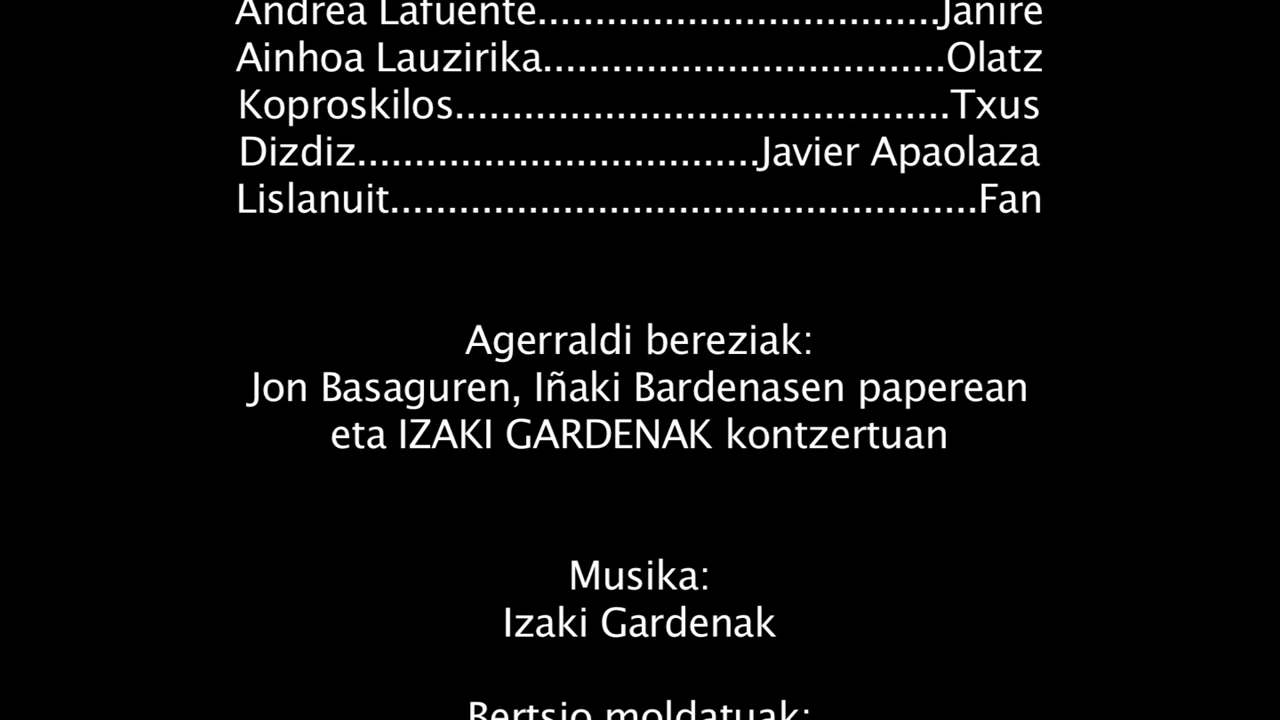 Andrea Lafuente...................................Janire
Ainhoa Lauzirika...................................Olatz
Koproskilos...........................................Txus
Dizdiz...................................Javier Apaolaza
Lislanuit...................................................Fan
Agerraldi bereziak:
Jon Basaguren, Iñaki Bardenasen paperean
eta IZAKI GARDENAK kontzertuan
Musika:
Izaki Gardenak
Bertsio moldatuak: